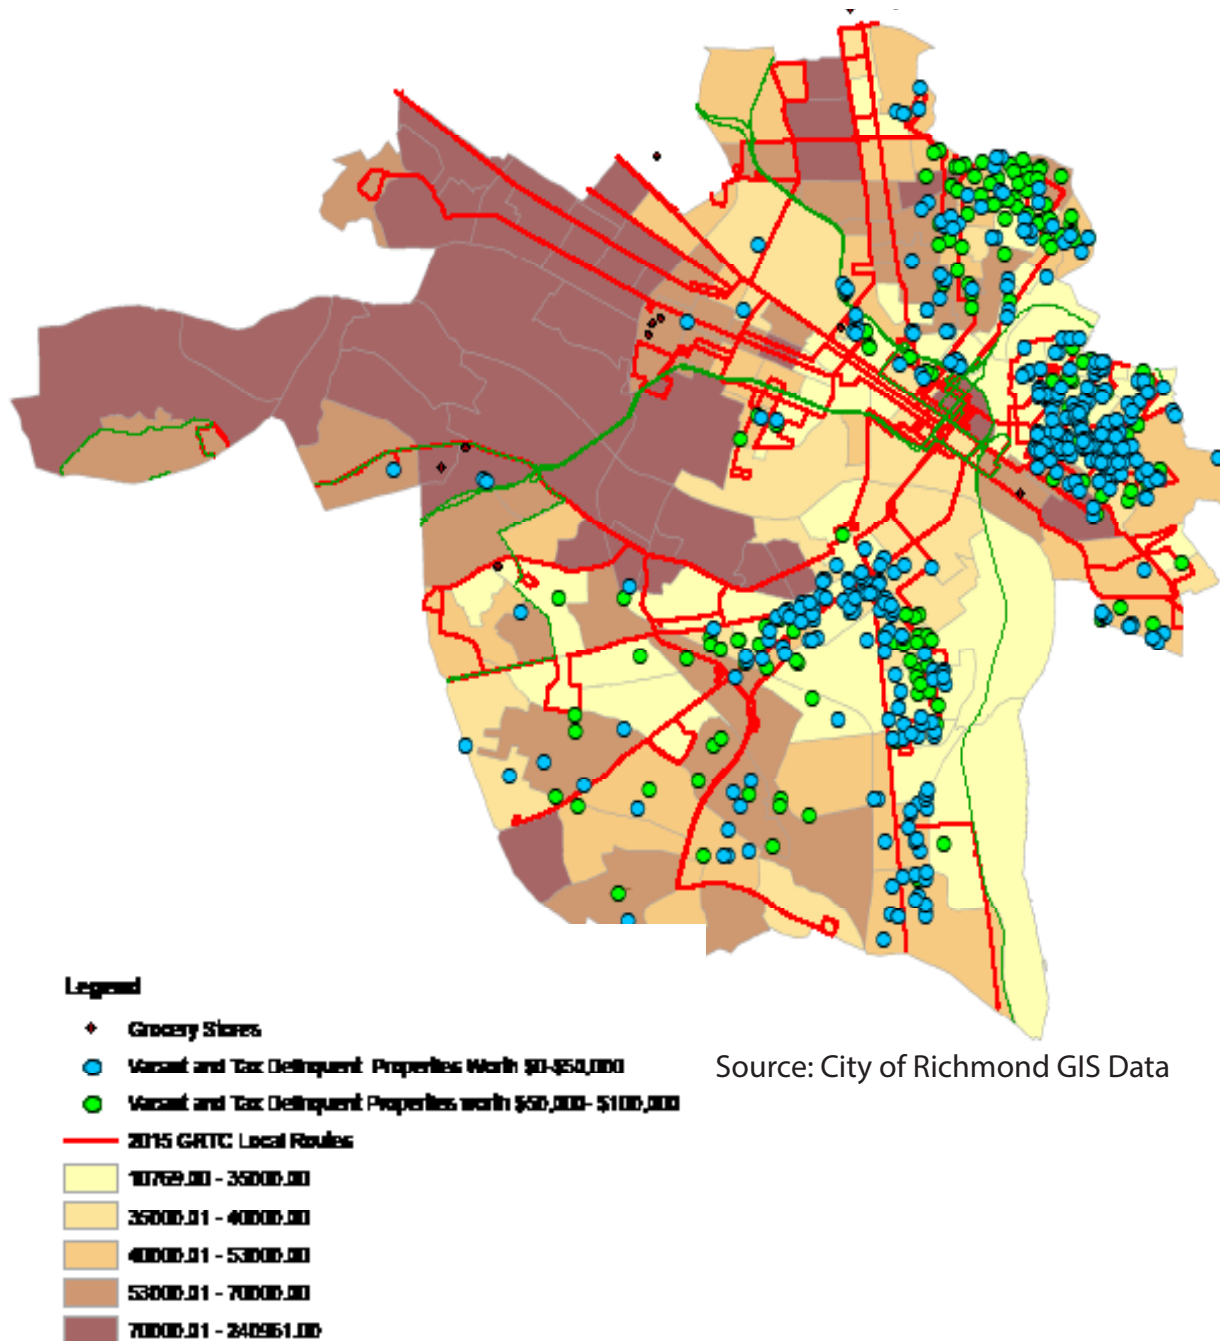 Legend
Grocery Stores
Vacant and Tax Delinquent Properties Worth $0-$50,000
Source: City of Richmond GIS Data
Vacant and Tax Delinquent Properties worth $50,000- $100,000
2015 GRTC Local Routes
10769.00 - 35000.00
35000.01 - 40000.00
40000.01 - 53000.00
53000.01 - 70000.00
70000.01 - 240961.00